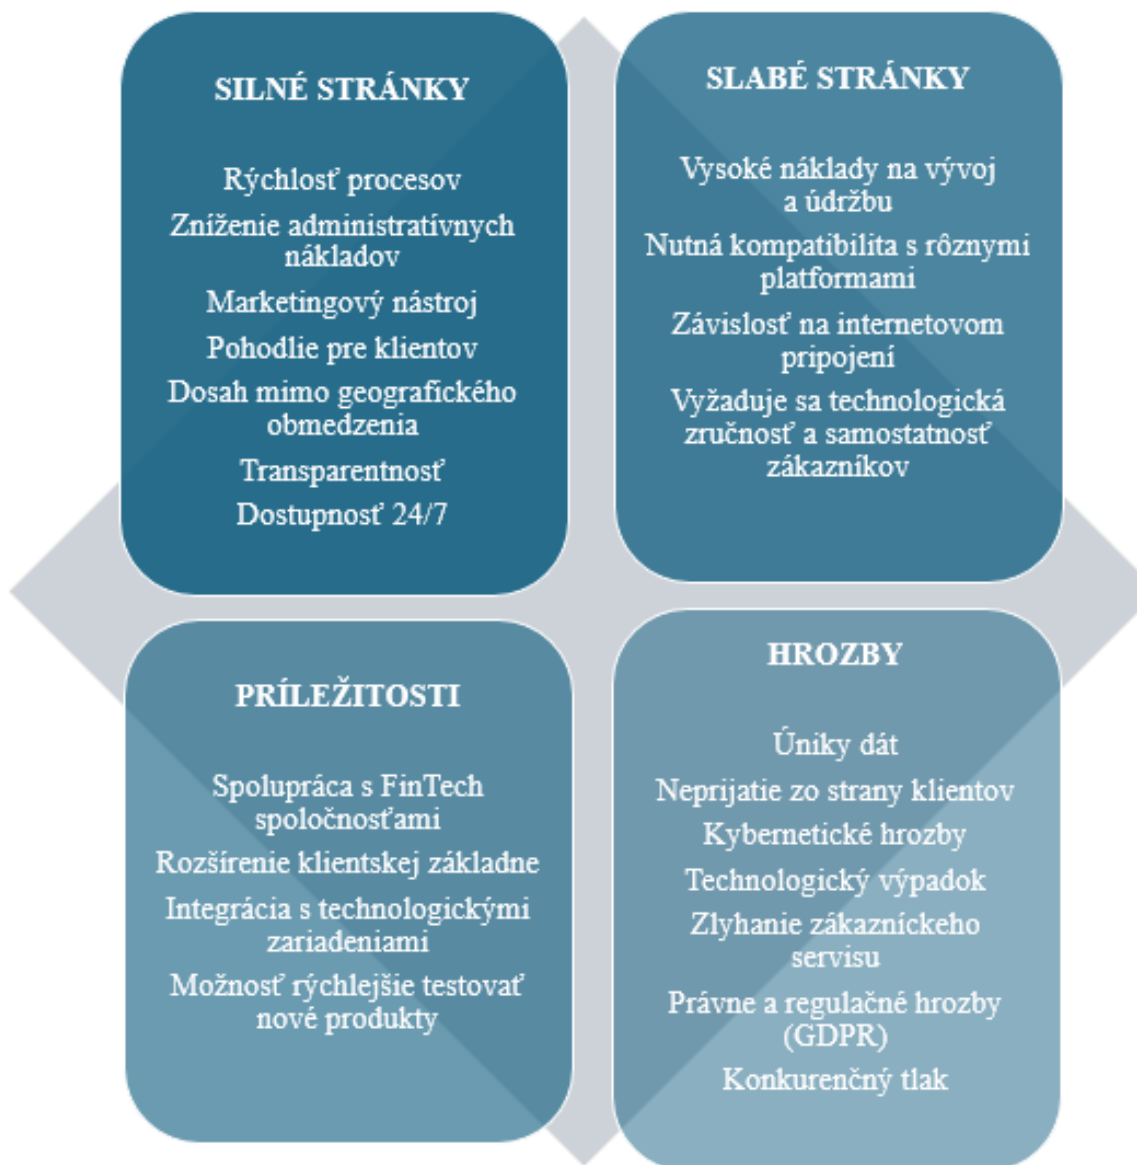 SILNÉ STRÁNKY
Rýchlosť procesov
Zníženie administratívnych
nákladov
Marketingový nástroj
Pohodlie pre klientov
Dosah mimo geografického
obmedzenia
Transparentnosť
Dostupnosť 24/7
SLABÉ STRÁNKY
Vysoké náklady na vývoj
a údržbu
Nutná kompatibilita s rôznymi
platformami
Závislosť na internetovom
pripojení
Vyžaduje sa technologická
zručnosť a samostatnosť
zákazníkov
PRÍLEŽITOSTI
Spolupráca s FinTech
spoločnosťami
Rozšírenie klientskej základne
Integrácia s technologickými
zariadeniami
Možnosť rýchlejšie testovať
nové produkty
HROZBY
Úniky dát
Neprijatie zo strany klientov
Kybernetické hrozby
Technologický výpadok
Zlyhanie zákazníckeho
servisu
Právne a regulačné hrozby
(GDPR)
Konkurenčný tlak